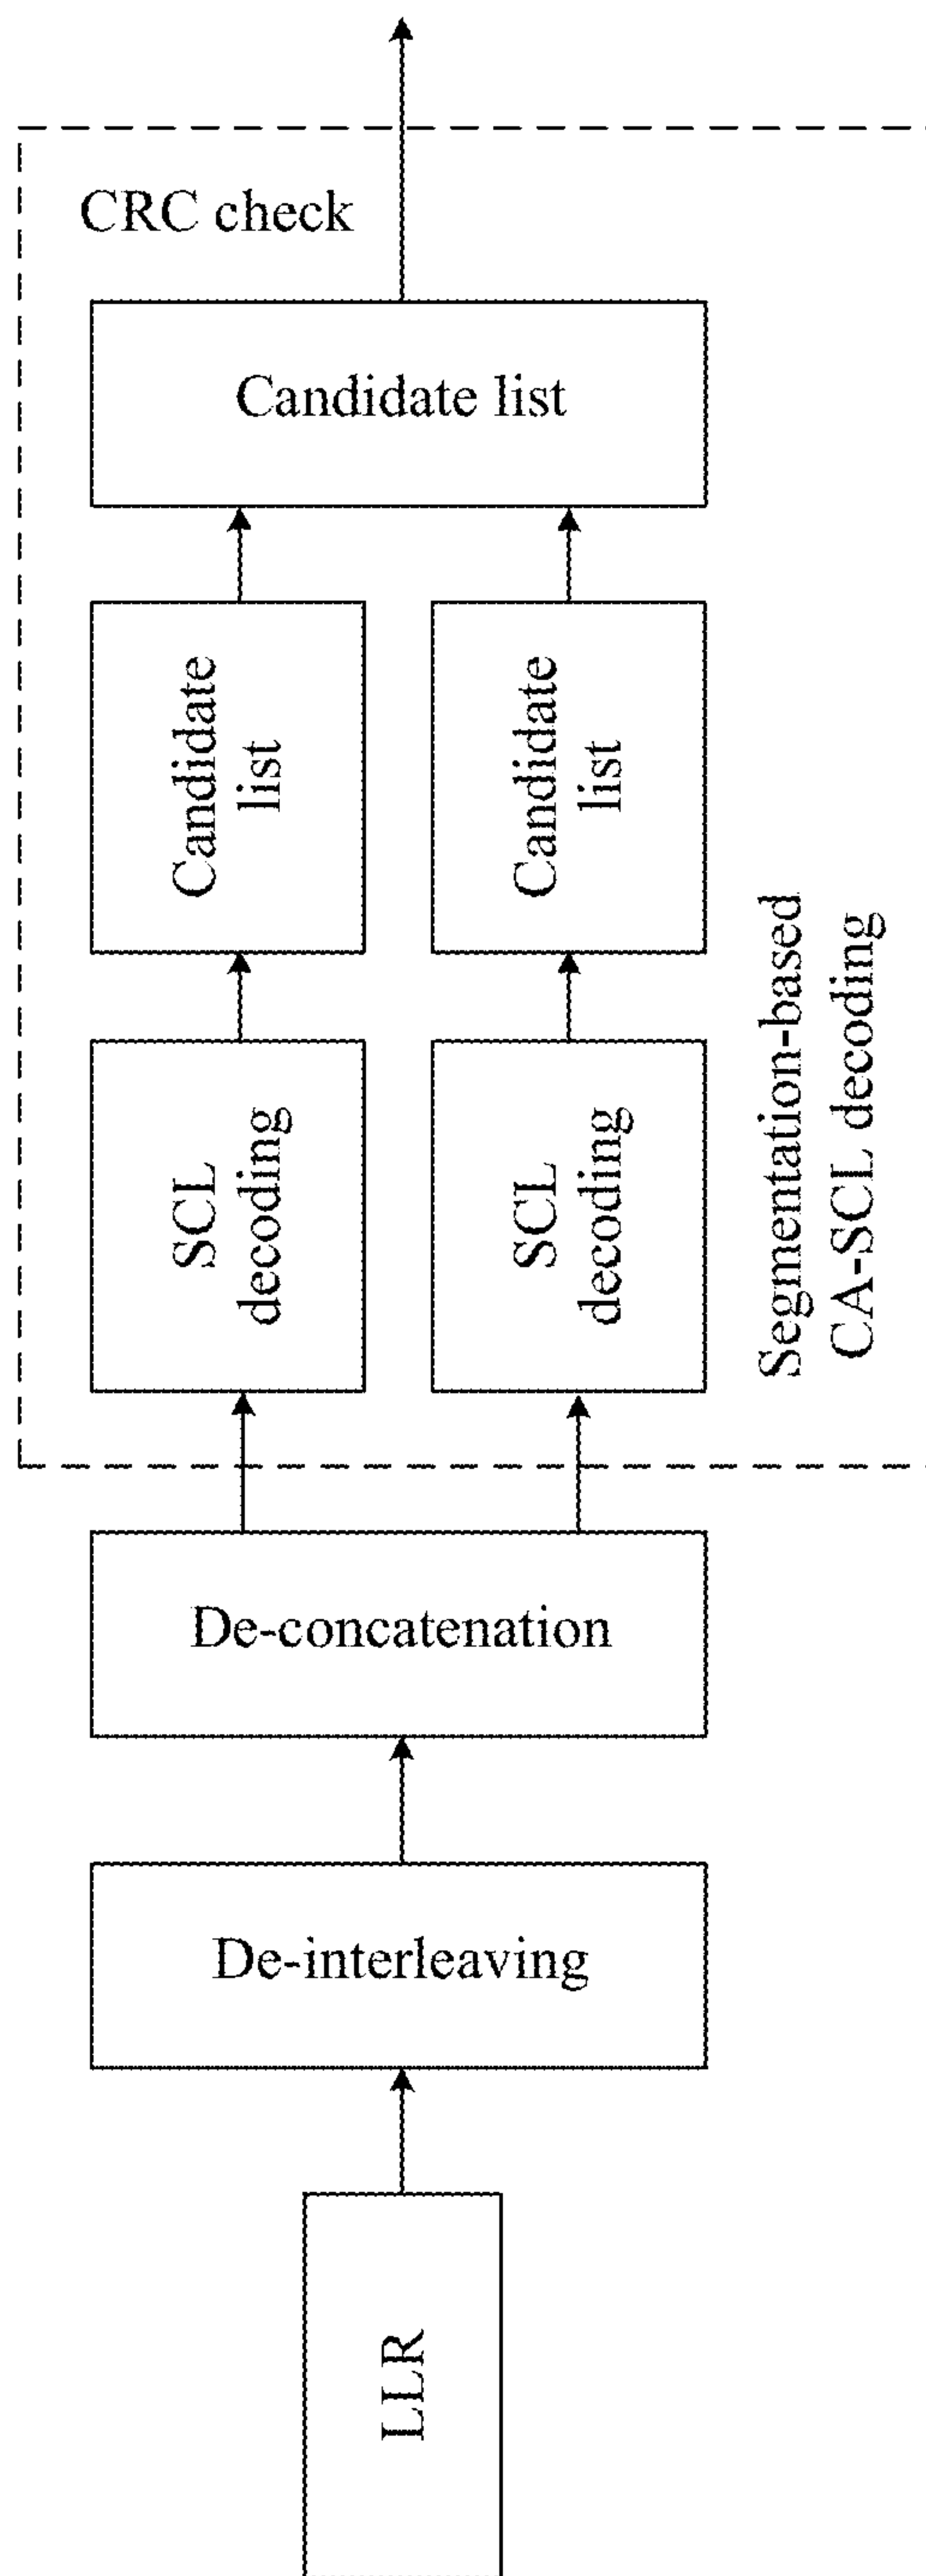 CRC check
Candidate list
Candidate
list
Candidate
list
SCL
decoding
SCL
decoding
Segmentation-based
CA-SCL decoding
De-concatenation
De-interleaving
LLR